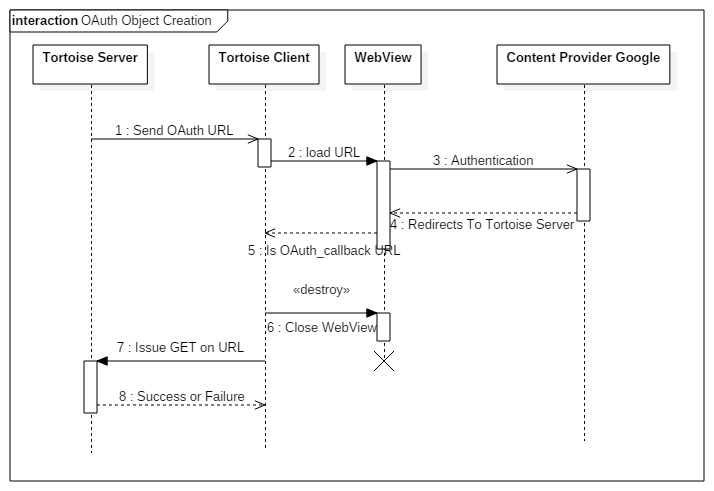 interaction OAuth Object Creation
Tortoise Server
Tortoise Client
WebView
Content Provider Google
1 : Send OAuth URL
2 : load URL
3 : Authentication
4 : Redirects To Tortoise Server
5 : Is OAuth_callback URL
«destroy»
6 : Close WebView
7 : Issue GET on URL
8 : Success or Failure